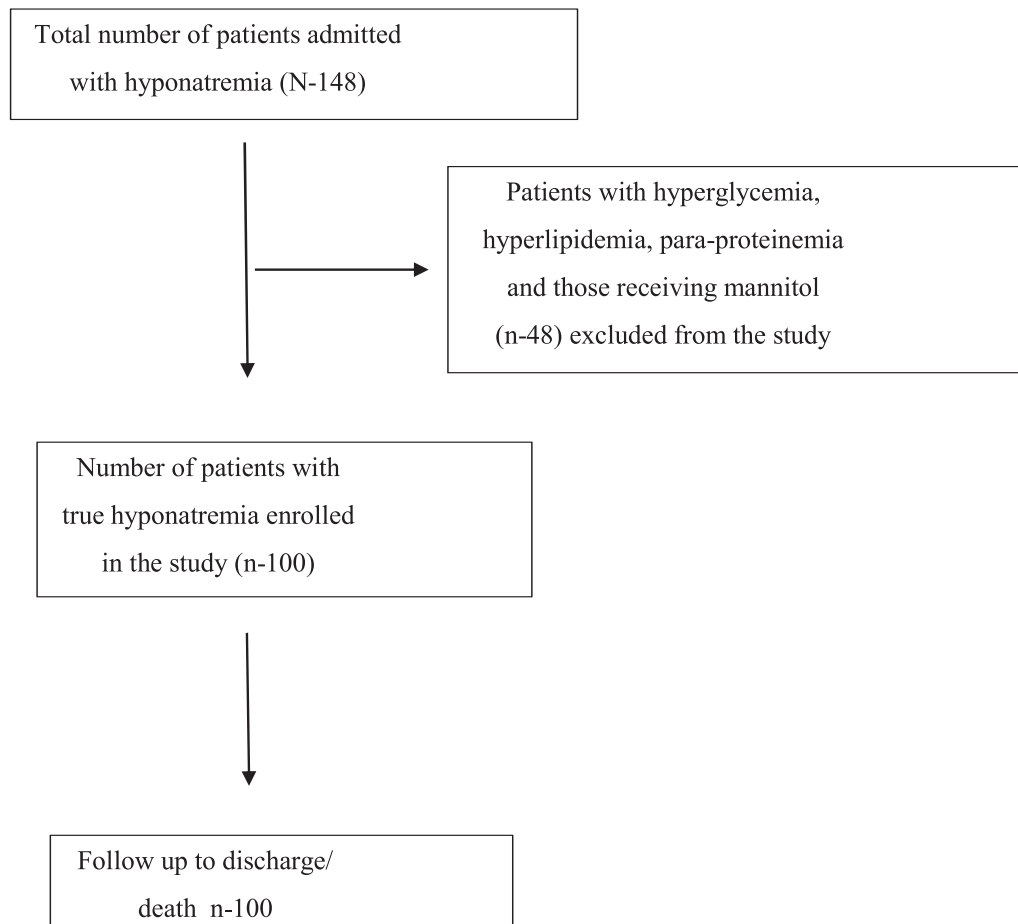 Total number of patients admitted
with hyponatremia (N-148)
Patients with hyperglycemia,
hyperlipidemia, para-proteinemia
and those receiving mannitol
(n-48) excluded from the study
Number of patients with
true hyponatremia enrolled
in the study (n-100)
Follow up to discharge/
death n-100